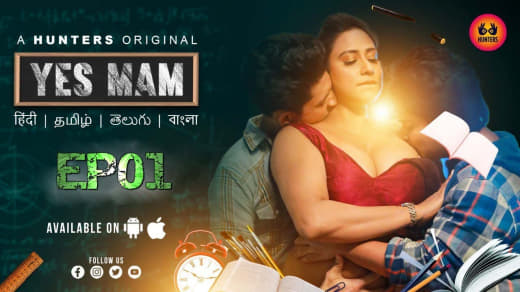 A HUNTERS ORIGINAL
HUNTERS
YES MAM
हिंदी | தமிழ் | తెలుగు | বাংলা
EP01
AVAILABLE ON
FOLLOW US